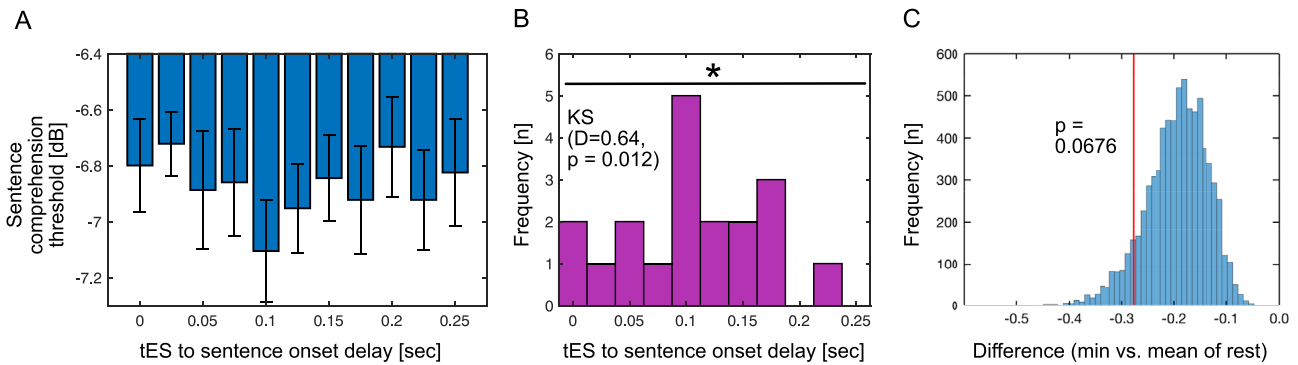 A
Sentence
comprehension
threshold [dB]
-6.4
-6.6
-6.8
-7
-7.2
0
0.05
0.1
0.15
0.2
0.25
tES to sentence onset delay [sec]
B
Frequency [n]
6
5
4
3
2
1
0
*
KS
(D=0.64,
p = 0.012)
0
0.05
0.1
0.15
0.2
0.25
tES to sentence onset delay [sec]
C
Frequency [n]
600
500
400
300
200
100
0
p =
0.0676
-0.5
-0.4
-0.3
-0.2
-0.1
0.0
Difference (min vs. mean of rest)